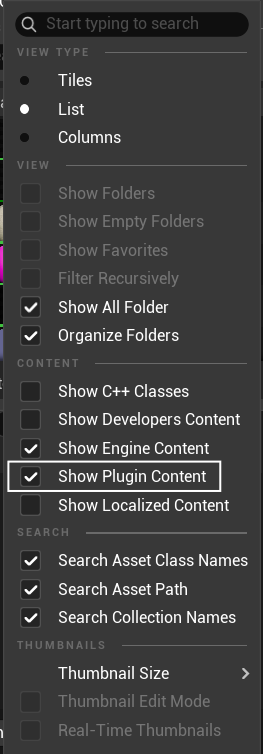 Start typing to search
VIEW TYPE
Tiles
List
Columns
VIEW
Show Folders
Show Empty Folders
Show Favorites
Filter Recursively
Show All Folder
Organize Folders
CONTENT
Show C++ Classes
Show Developers Content
Show Engine Content
Show Plugin Content
Show Localized Content
SEARCH
Search Asset Class Names
Search Asset Path
Search Collection Names
THUMBNAILS
Thumbnail Size
Thumbnail Edit Mode
Real-Time Thumbnails